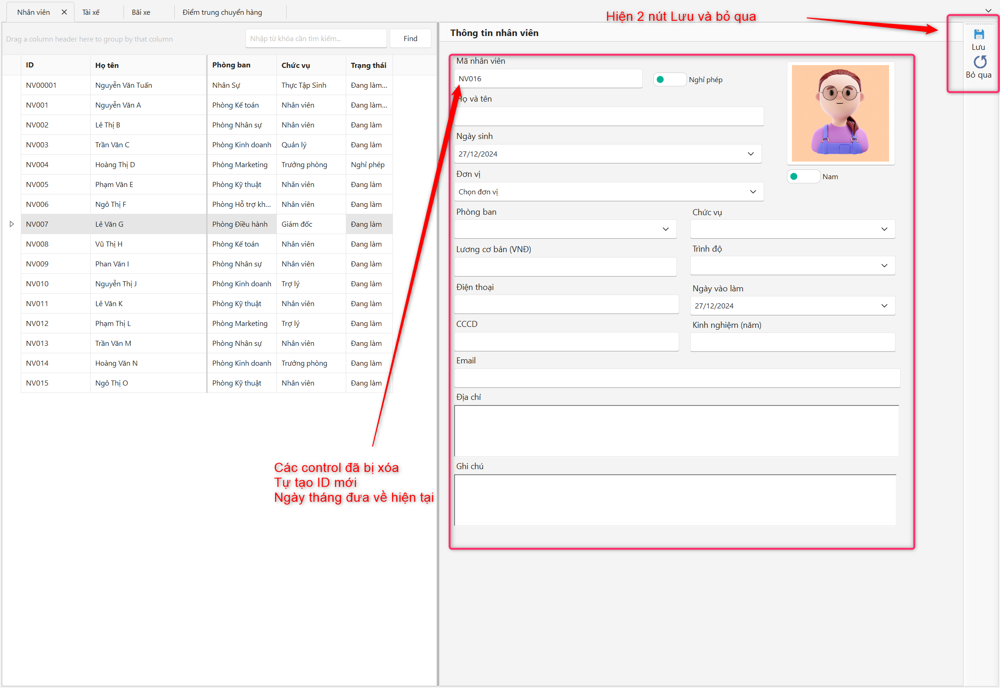 Nhân viên
Tài xế
Bãi xe
Điểm trung chuyển hàng
Hiện 2 nút Lưu và bỏ qua
Drag a column header here to group by that column
Nhập từ khóa cần tìm kiếm...
Find
Thông tin nhân viên
Lưu
Bỏ qua
ID Họ tên Phòng ban Chức vụ Trạng thái
NV00001 Nguyễn Văn Tuấn Nhân Sự Thực Tập Sinh Đang làm...
NV001 Nguyễn Văn A Phòng Kế toán Nhân viên Đang làm...
NV002 Lê Thị B Phòng Nhân sự Nhân viên Đang làm
NV003 Trần Văn C Phòng Kinh doanh Quản lý Đang làm
NV004 Hoàng Thị D Phòng Marketing Trưởng phòng Nghỉ phép
NV005 Phạm Văn E Phòng Kỹ thuật Nhân viên Đang làm
NV006 Ngô Thị F Phòng Hỗ trợ kh... Nhân viên Đang làm
NV007 Lê Văn G Phòng Điều hành Giám đốc Đang làm
NV008 Vũ Thị H Phòng Kế toán Nhân viên Đang làm
NV009 Phan Văn I Phòng Nhân sự Nhân viên Đang làm
NV010 Nguyễn Thị J Phòng Kinh doanh Trợ lý Đang làm
NV011 Lê Văn K Phòng Kỹ thuật Nhân viên Đang làm
NV012 Phạm Thị L Phòng Marketing Trợ lý Đang làm
NV013 Trần Văn M Phòng Nhân sự Nhân viên Đang làm
NV014 Hoàng Văn N Phòng Kinh doanh Trưởng phòng Đang làm
NV015 Ngô Thị O Phòng Kỹ thuật Nhân viên Đang làm
Các control đã bị xóa
Tự tạo ID mới
Ngày tháng đưa về hiện tại
Mã nhân viên
NV016
Nghỉ phép
Họ và tên
Ngày sinh
27/12/2024
Nam
Đơn vị
Chọn đơn vị
Phòng ban
Chức vụ
Lương cơ bản (VNĐ)
Trình độ
Điện thoại
Ngày vào làm
27/12/2024
CCCD
Kinh nghiệm (năm)
Email
Địa chỉ
Ghi chú